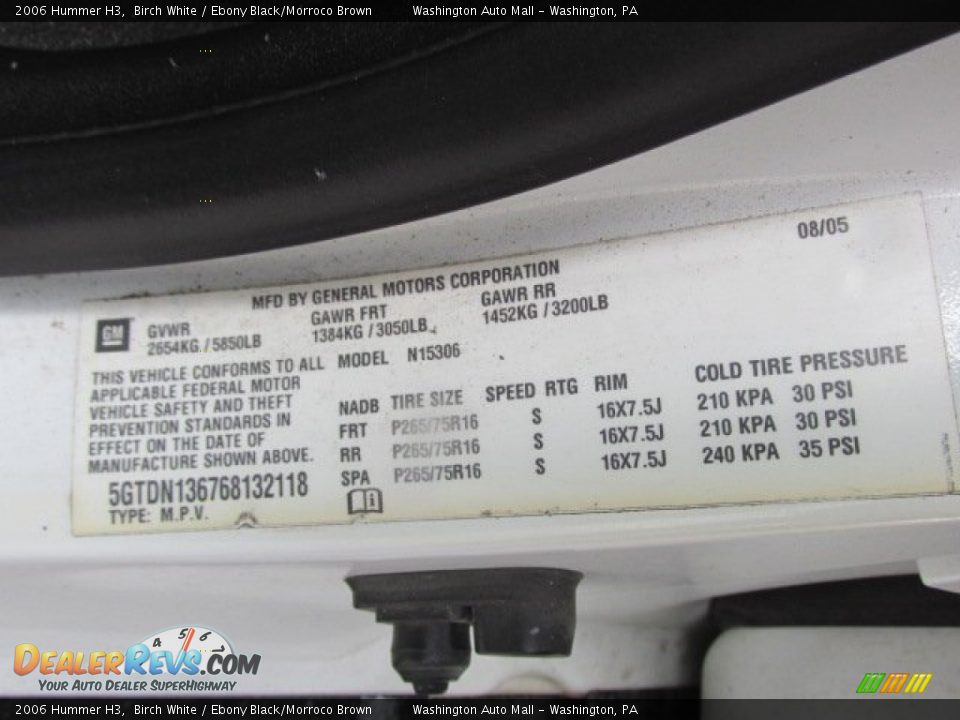 2006 Hummer H3, Birch White / Ebony Black/Morroco Brown Washington Auto Mall - Washington, PA
08/05
MFD BY GENERAL MOTORS CORPORATION
GM GVWR GAWR FRT GAWR RR
2654KG / 5850LB 1384KG / 3050LB 1452KG / 3200LB
THIS VEHICLE CONFORMS TO ALL
APPLICABLE FEDERAL MOTOR
VEHICLE SAFETY AND THEFT
PREVENTION STANDARDS IN
EFFECT ON THE DATE OF
MANUFACTURE SHOWN ABOVE.
5GTDN136768132118
TYPE: M.P.V.
MODEL N15306
NADB TIRE SIZE SPEED RTG RIM COLD TIRE PRESSURE
FRT P265/75R16 S 16X7.5J 210 KPA 30 PSI
RR P265/75R16 S 16X7.5J 210 KPA 30 PSI
SPA P265/75R16 S 16X7.5J 240 KPA 35 PSI
4 5 6
DEALERREVS.COM
YOUR AUTO DEALER SUPERHIGHWAY
2006 Hummer H3, Birch White / Ebony Black/Morroco Brown Washington Auto Mall - Washington, PA